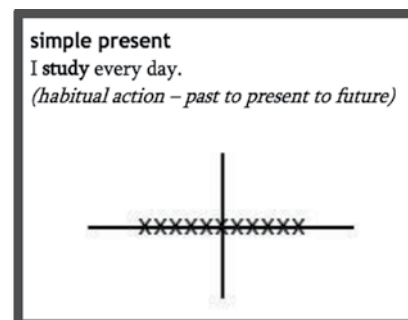 simple present
I study every day.
(habitual action – past to present to future)
XXXXXXXXXXX